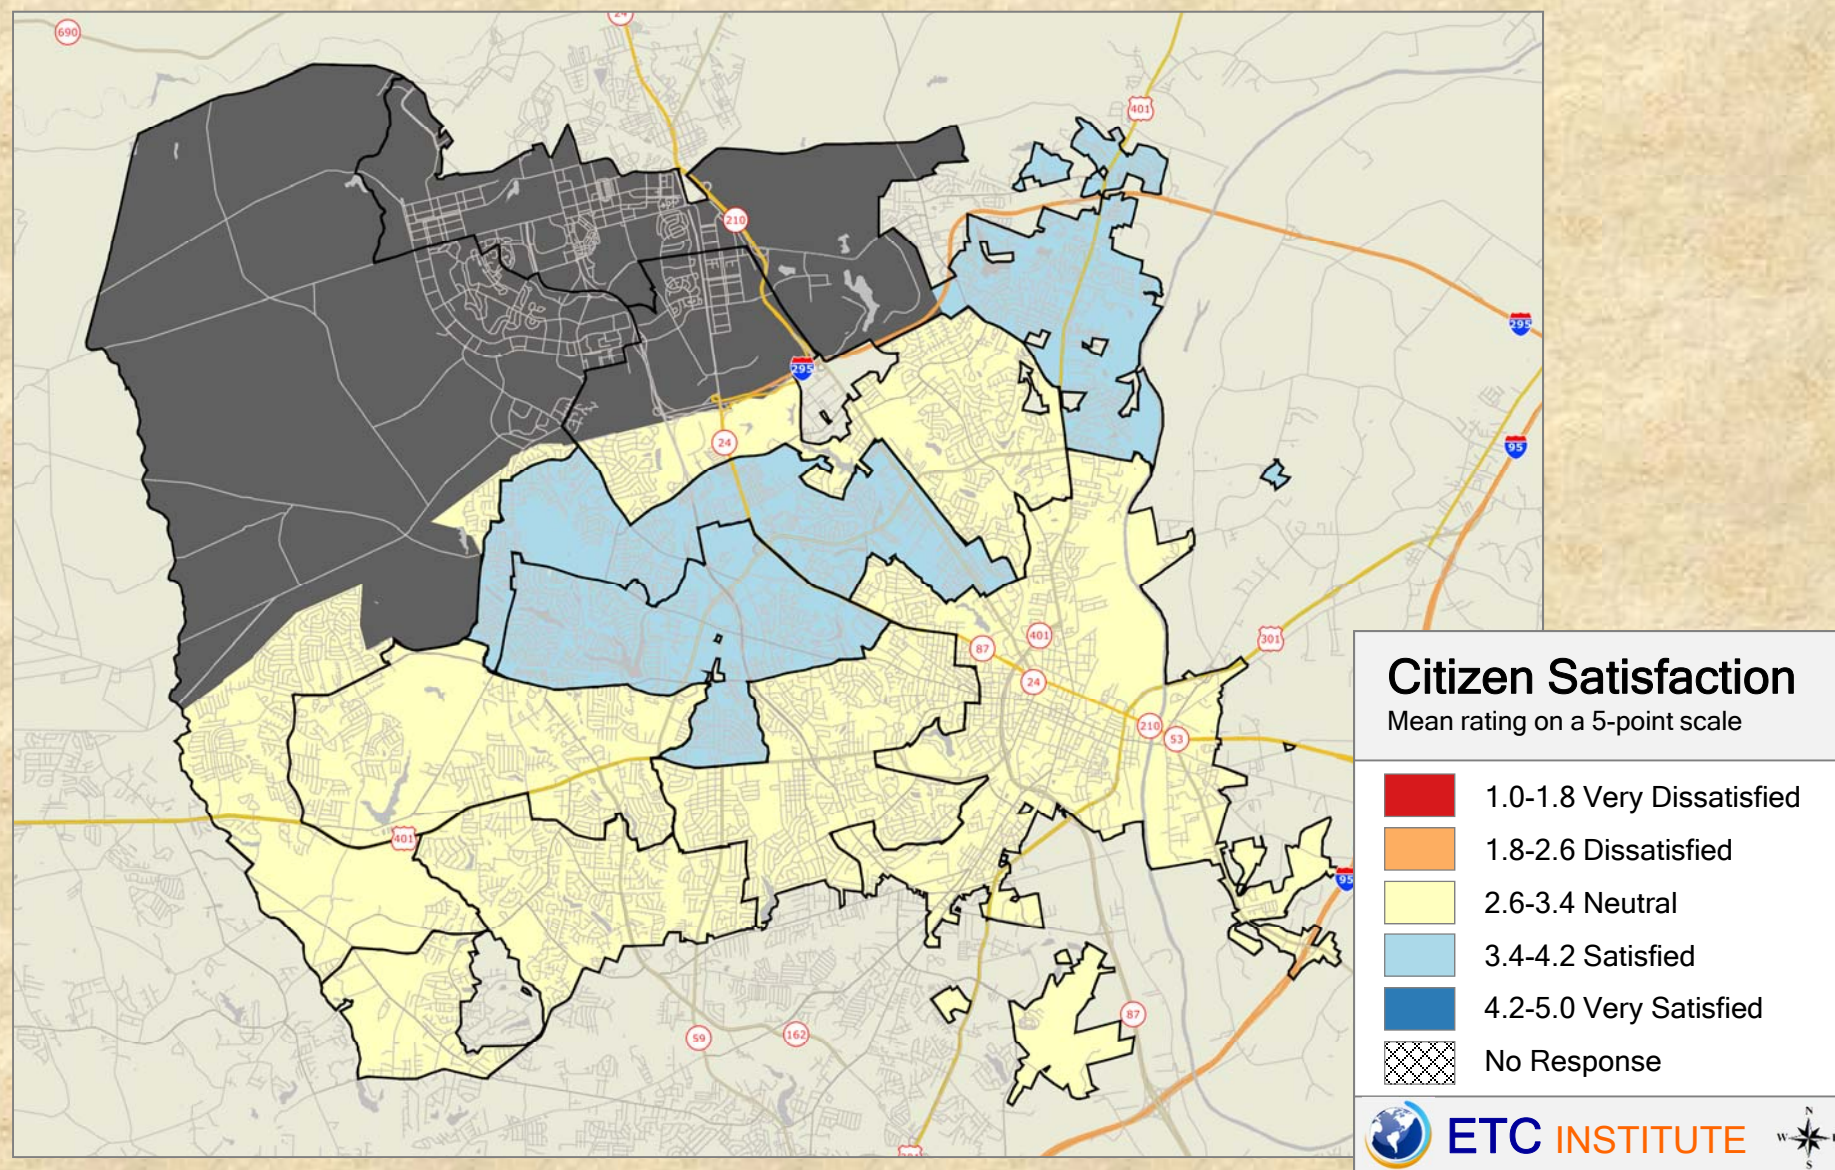 690
24
401
210
295
295
24
95
301
401
87
24
210
53
401
95
87
59
162
Citizen Satisfaction
Mean rating on a 5-point scale
1.0-1.8 Very Dissatisfied
1.8-2.6 Dissatisfied
2.6-3.4 Neutral
3.4-4.2 Satisfied
4.2-5.0 Very Satisfied
No Response
ETC INSTITUTE
N
W
S